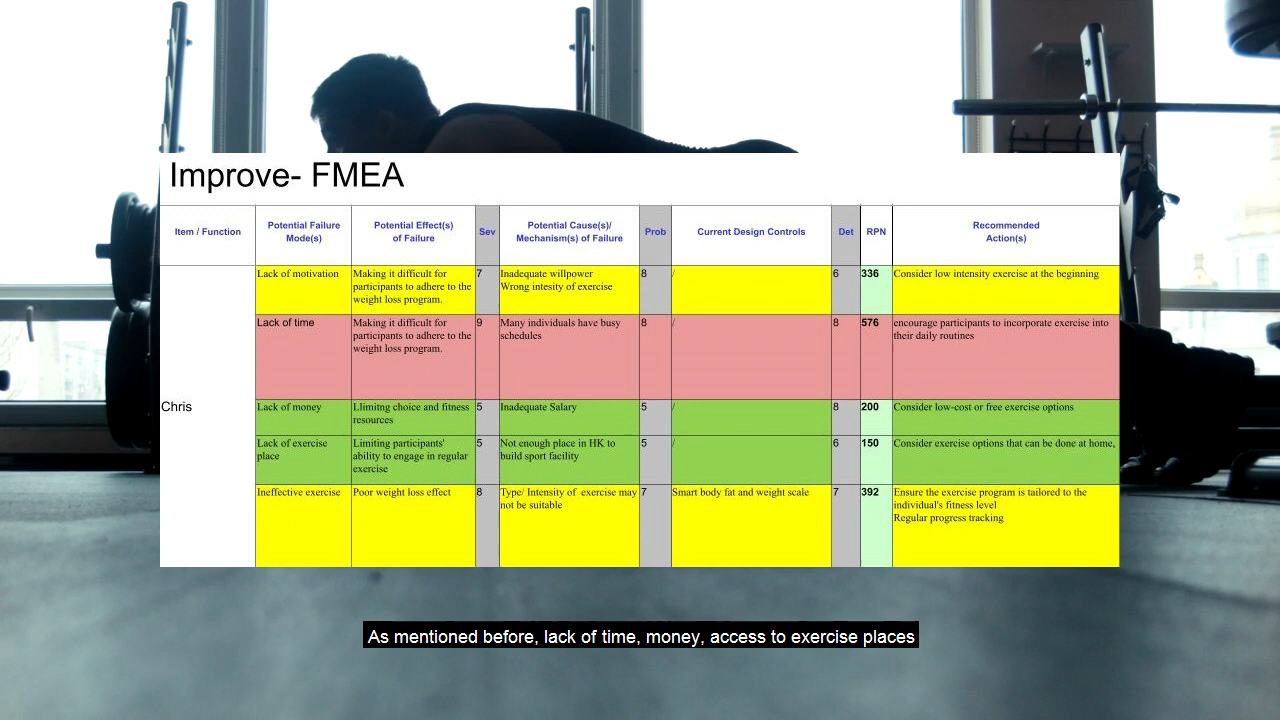 Improve- FMEA
Item / Function
Potential Failure
Mode(s)
Potential Effect(s)
of Failure
Sev
Potential Cause(s)/
Mechanism(s) of Failure
Prob
Current Design Controls
Det
RPN
Recommended
Action(s)
Chris
Lack of motivation
Making it difficult for
participants to adhere to the
weight loss program.
7
Inadequate willpower
Wrong intesity of exercise
8
/
6
336
Consider low intensity exercise at the beginning
Lack of time
Making it difficult for
participants to adhere to the
weight loss program.
9
Many individuals have busy
schedules
8
/
8
576
encourage participants to incorporate exercise into
their daily routines
Lack of money
Llimitng choice and fitness
resources
5
Inadequate Salary
5
/
8
200
Consider low-cost or free exercise options
Lack of exercise
place
Limiting participants'
ability to engage in regular
exercise
5
Not enough place in HK to
build sport facility
5
/
6
150
Consider exercise options that can be done at home,
Ineffective exercise
Poor weight loss effect
8
Type/ Intensity of exercise may
not be suitable
7
Smart body fat and weight scale
7
392
Ensure the exercise program is tailored to the
individual's fitness level
Regular progress tracking
As mentioned before, lack of time, money, access to exercise places